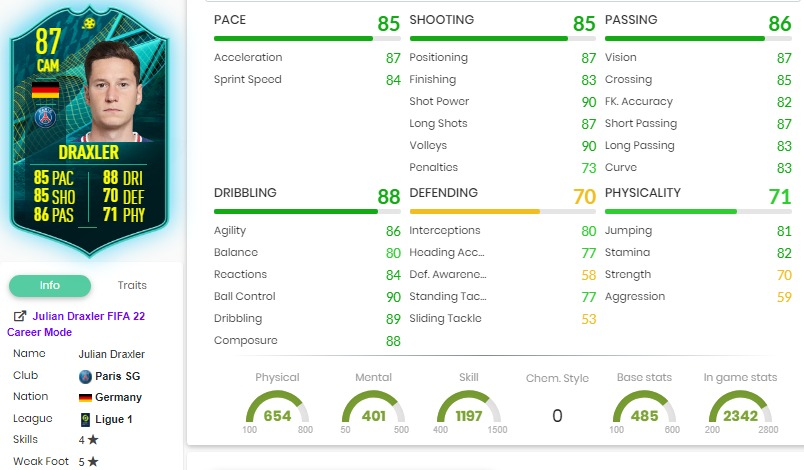 87
CAM
DRAXLER
85 PAC 88 DRI
85 SHO 70 DEF
86 PAS 71 PHY
Info Traits
Julian Draxler FIFA 22
Career Mode
Name Julian Draxler
Club Paris SG
Nation Germany
League Ligue 1
Skills 4★
Weak Foot 5★
PACE 85
Acceleration 87
Sprint Speed 84
SHOOTING 85
Positioning 87
Finishing 83
Shot Power 90
Long Shots 87
Volleys 90
Penalties 73
PASSING 86
Vision 87
Crossing 85
FK. Accuracy 82
Short Passing 87
Long Passing 83
Curve 83
DRIBBLING 88
Agility 86
Balance 80
Reactions 84
Ball Control 90
Dribbling 89
Composure 88
DEFENDING 70
Interceptions 80
Heading Acc... 77
Def. Awarene... 58
Standing Tac... 77
Sliding Tackle 53
PHYSICALITY 71
Jumping 81
Stamina 82
Strength 70
Aggression 59
Physical Mental Skill Chem. Style Base stats In game stats
654 401 1197 0 485 2342
100 800 50 500 400 1500 100 600 200 2800